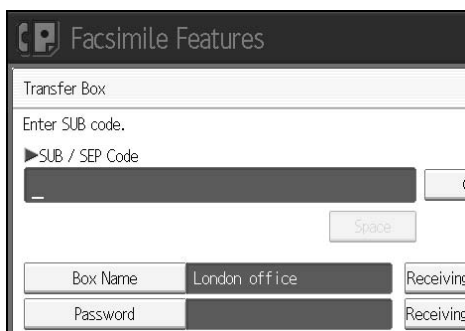 Facsimile Features
Transfer Box
Enter SUB code.
▶SUB / SEP Code
Space
Box Name London office Receiving
Password Receiving